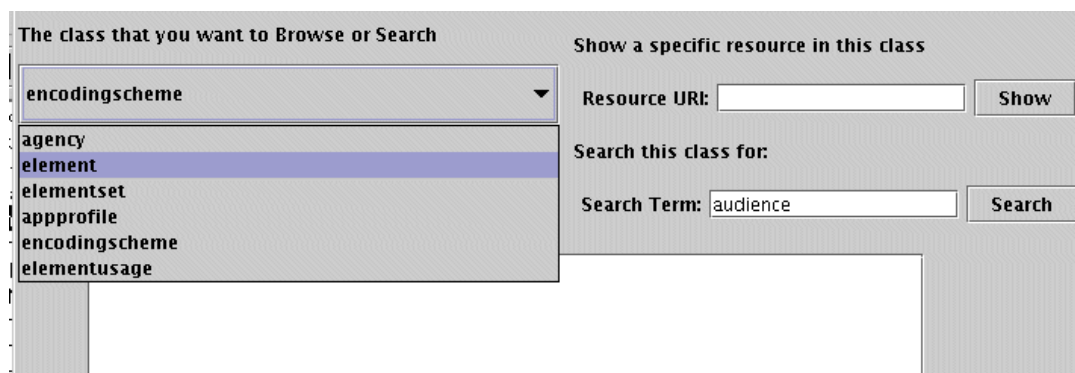 The class that you want to Browse or Search
encodingscheme
agency
element
elementset
appprofile
encodingscheme
elementusage
Show a specific resource in this class
Resource URI: Show
Search this class for:
Search Term: audience Search